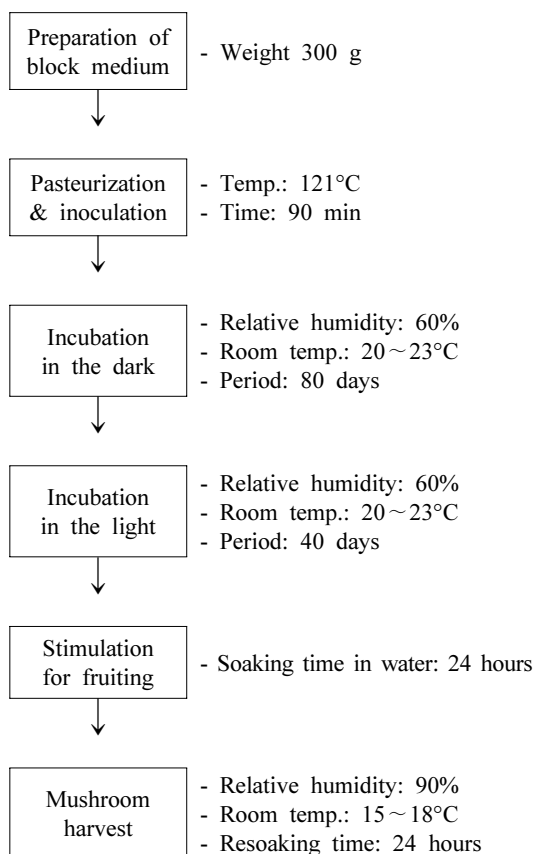 Preparation of
block medium
- Weight 300 g
Pasteurization
& inoculation
- Temp.: 121°C
- Time: 90 min
Incubation
in the dark
- Relative humidity: 60%
- Room temp.: 20～23°C
- Period: 80 days
Incubation
in the light
- Relative humidity: 60%
- Room temp.: 20～23°C
- Period: 40 days
Stimulation
for fruiting
- Soaking time in water: 24 hours
Mushroom
harvest
- Relative humidity: 90%
- Room temp.: 15～18°C
- Resoaking time: 24 hours